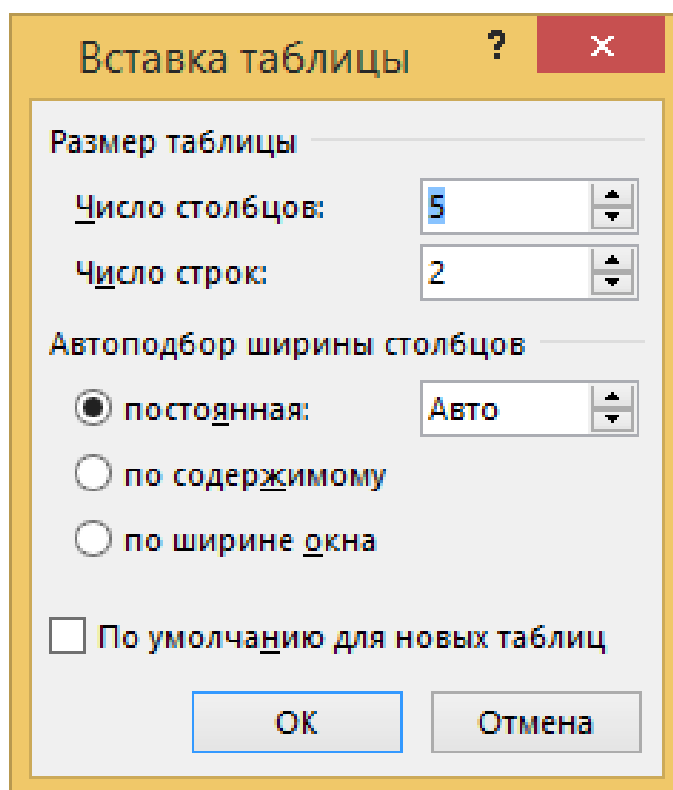 Вставка таблицы ? ×
Размер таблицы
Число столбцов: 5
Число строк: 2
Автоподбор ширины столбцов
постоянная: Авто
по содержимому
по ширине окна
По умолчанию для новых таблиц
ОК Отмена